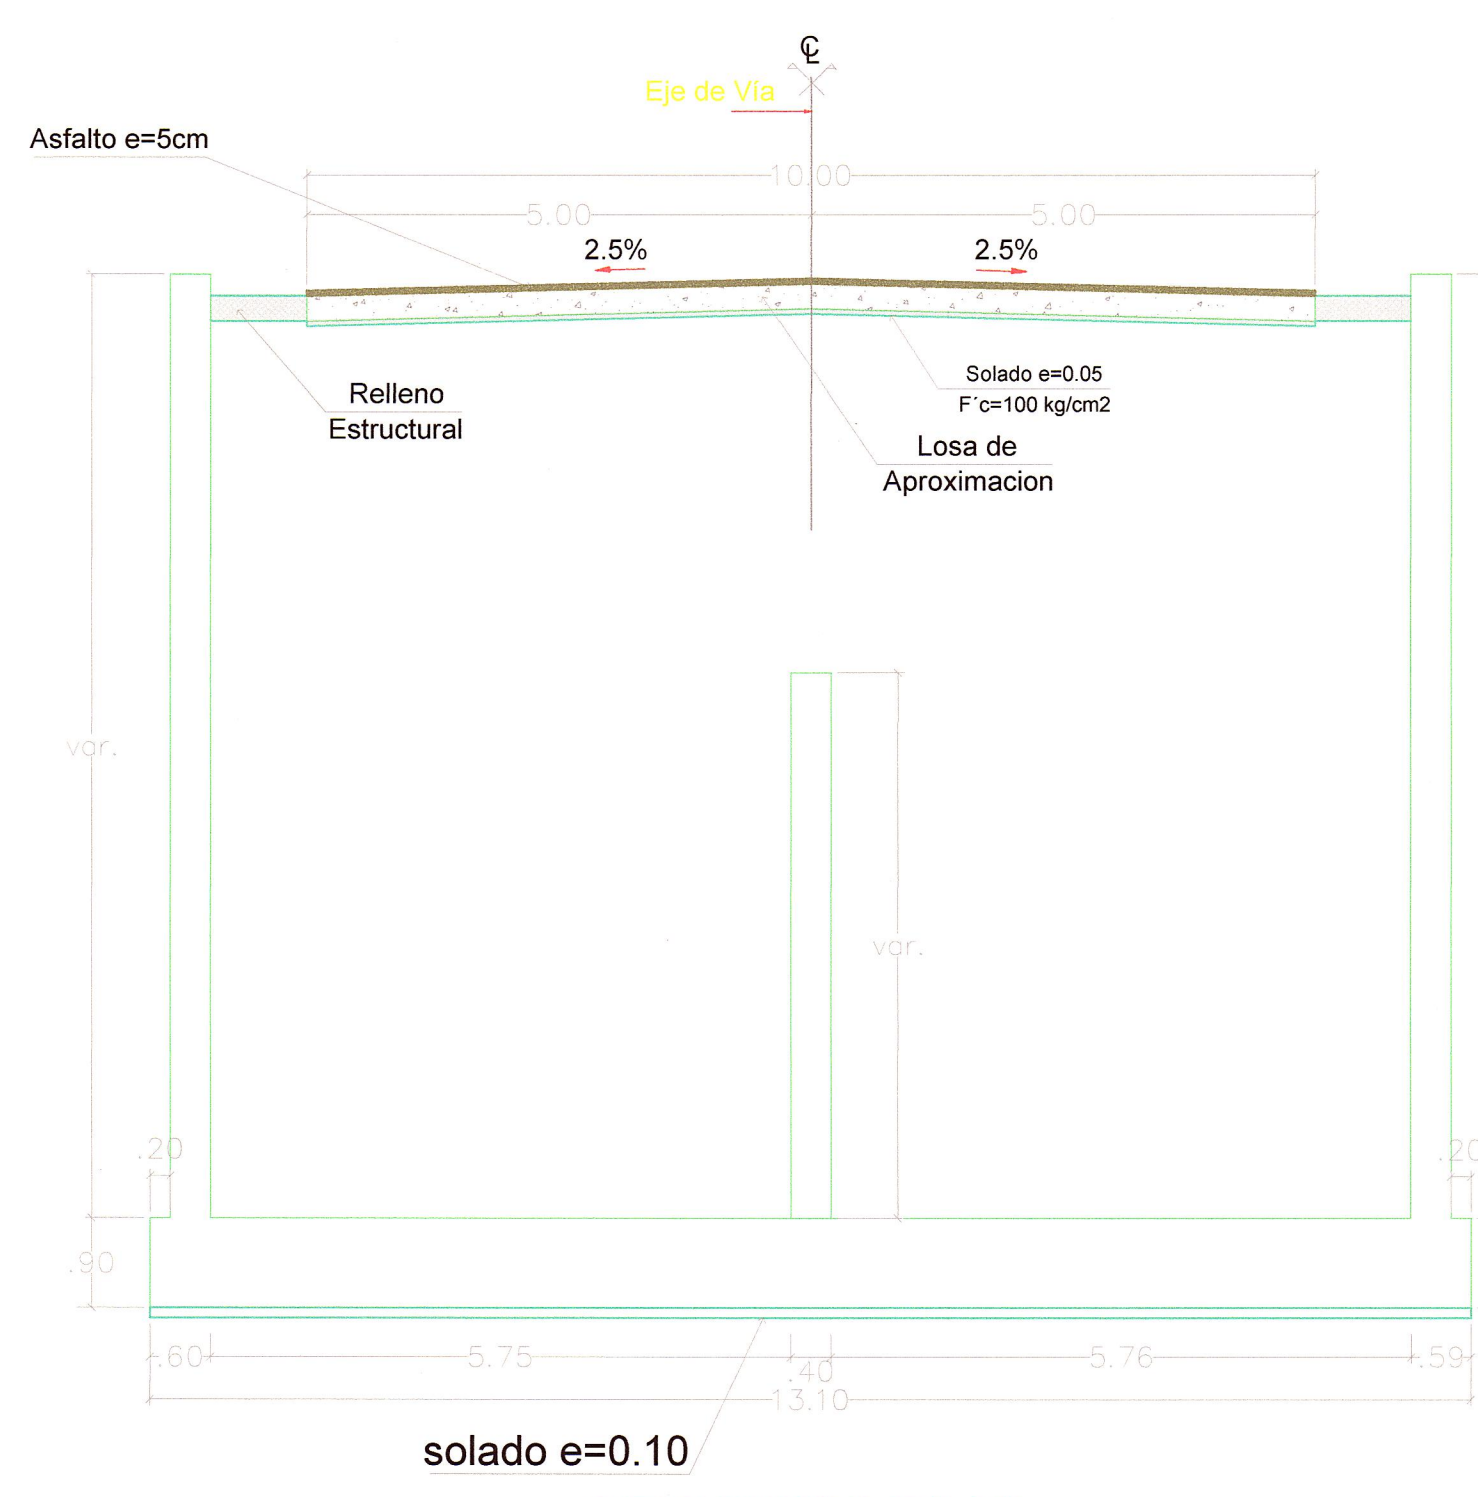 ℄
Eje de Vía
Asfalto e=5cm
10.00
5.00
5.00
2.5%
2.5%
Solado e=0.05
F´c=100 kg/cm2
Relleno
Estructural
Losa de
Aproximacion
var.
var.
.20
.20
.90
.60
5.75
.40
5.76
.59
13.10
solado e=0.10